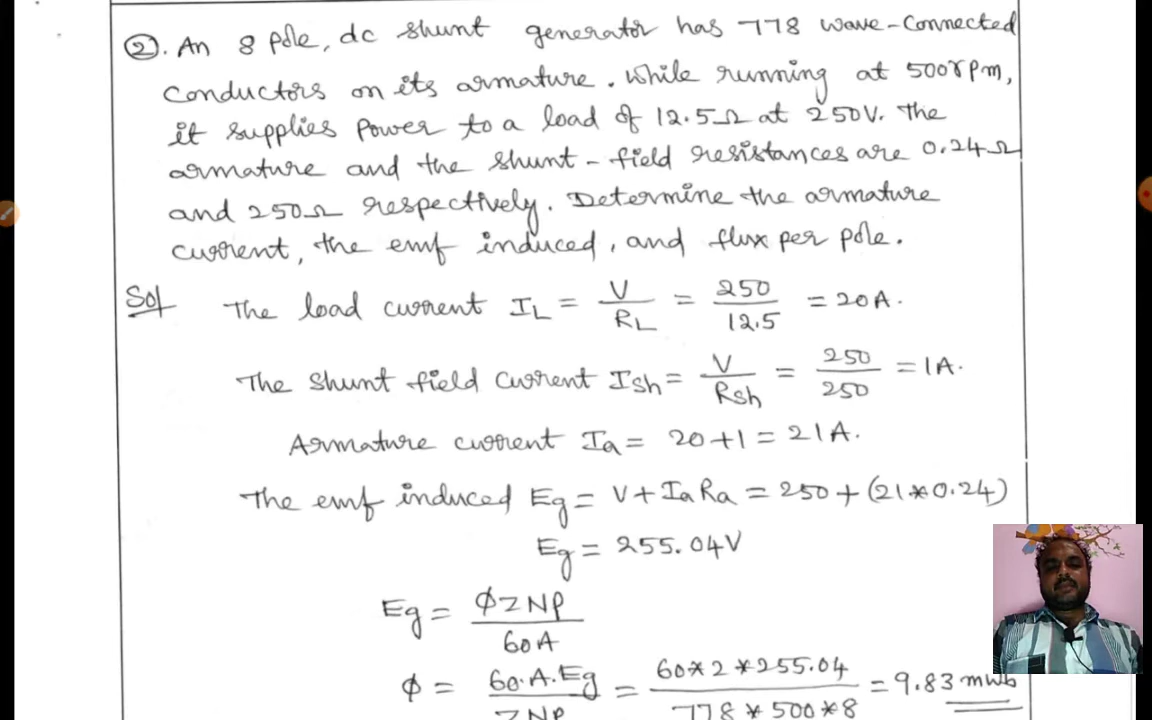 ②. An 8 pole, dc shunt generator has 778 wave-connected
conductors on its armature. While running at 500rpm,
it supplies power to a load of 12.5Ω at 250V. The
armature and the shunt-field resistances are 0.24Ω
and 250Ω respectively. Determine the armature
current, the emf induced, and flux per pole.
Sol The load current IL = V/RL = 250/12.5 = 20A.
The shunt field current Ish = V/Rsh = 250/250 = 1A.
Armature current Ia = 20+1 = 21A.
The emf induced Eg = V+IaRa = 250+(21*0.24)
Eg = 255.04V
Eg = ϕZNP/60A
ϕ = 60.A.Eg/ZNP = 60*2*255.04/778*500*8 = 9.83 mwb